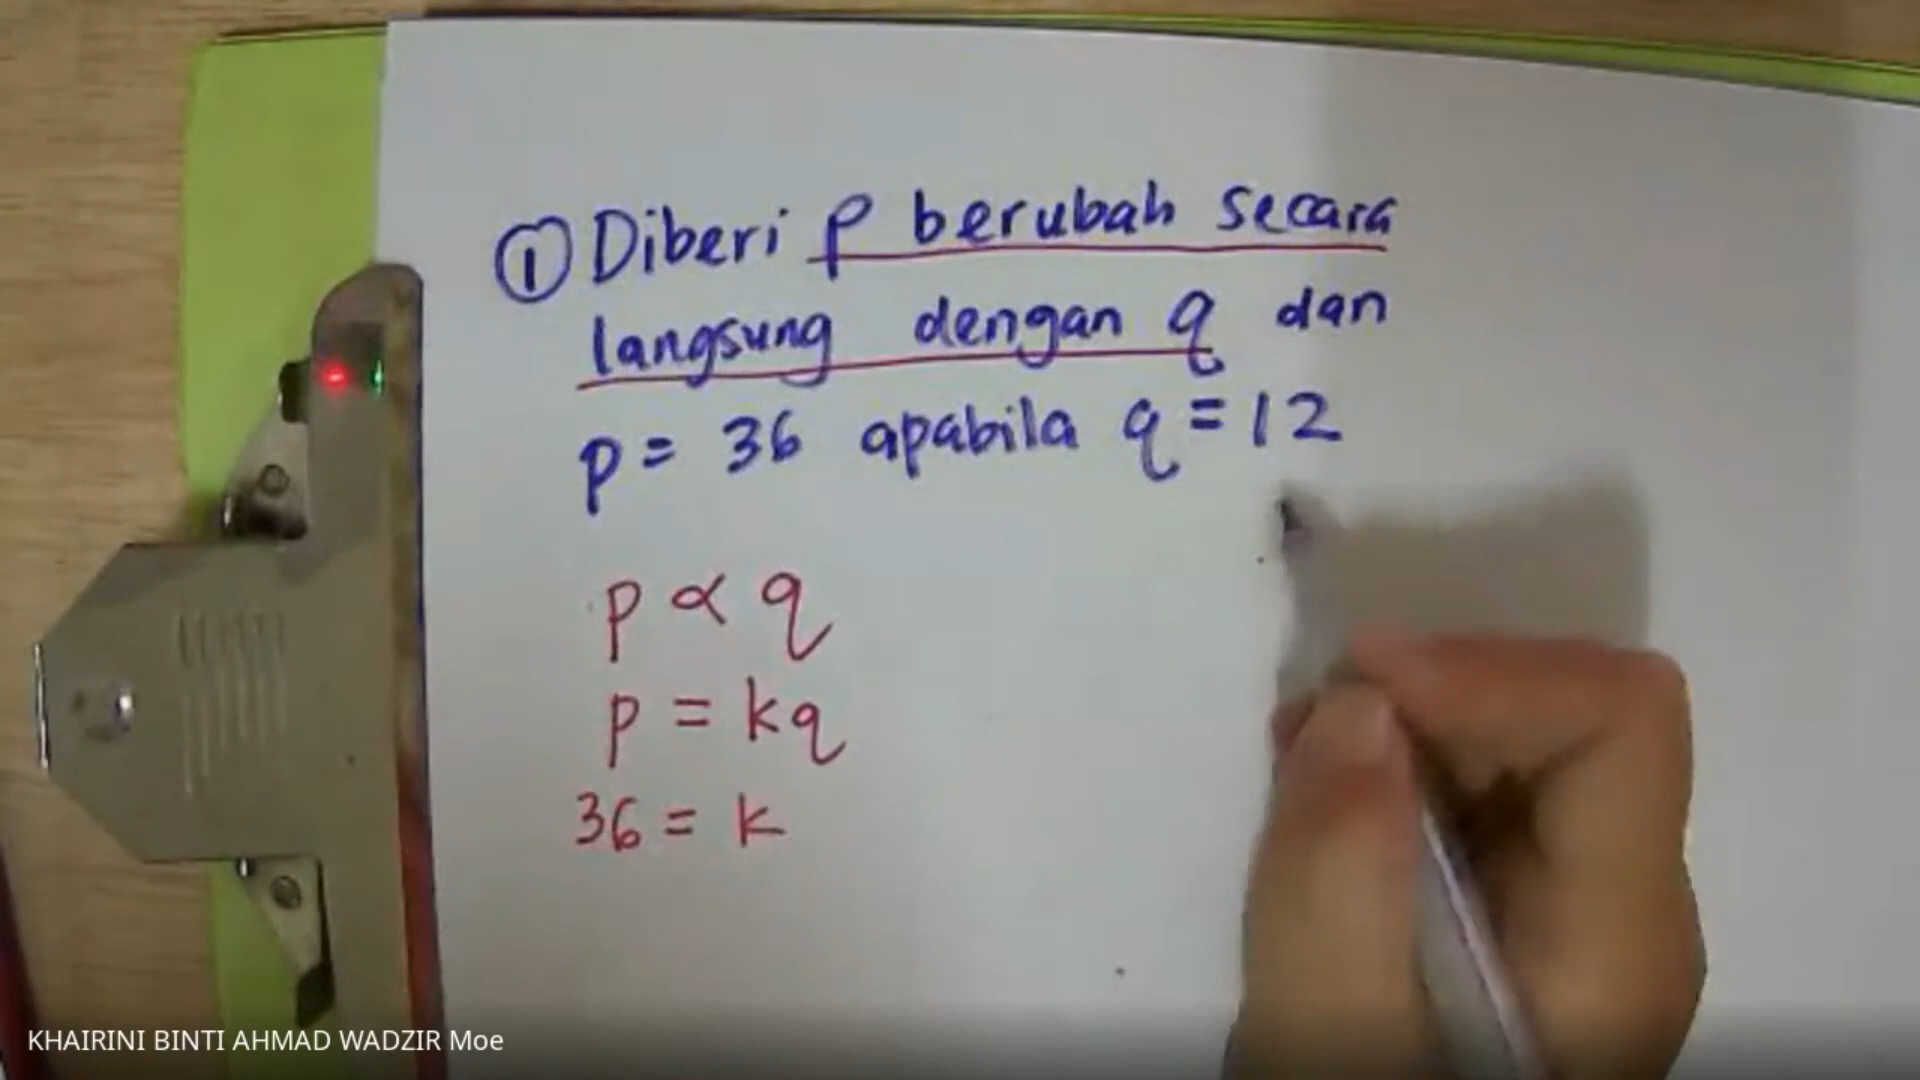 ① Diberi p berubah secara
langsung dengan q dan
p = 36 apabila q = 12
p ∝ q
p = kq
36 = k
KHAIRINI BINTI AHMAD WADZIR Moe